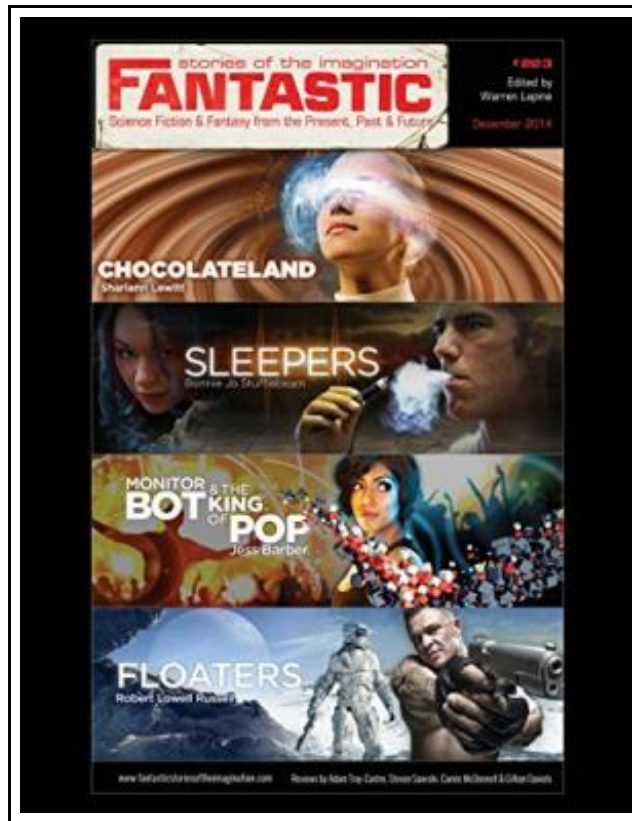 stories of the imagination
FANTASTIC
Science Fiction & Fantasy from the Present, Past & Future
#223
Edited by
Warren Lapine
December 2014
CHOCOLATELAND
Shariann Lewitt
SLEEPERS
Bonnie Jo Stufflebeam
MONITOR
BOT & THE
KING
OF POP
Jess Barber
FLOATERS
Robert Lowell Russell
www.fantasticstoriesoftheimagination.com
Reviews by Adam-Troy Castro, Steven Sawicki, Carole McDonnell & Gillian Daniels